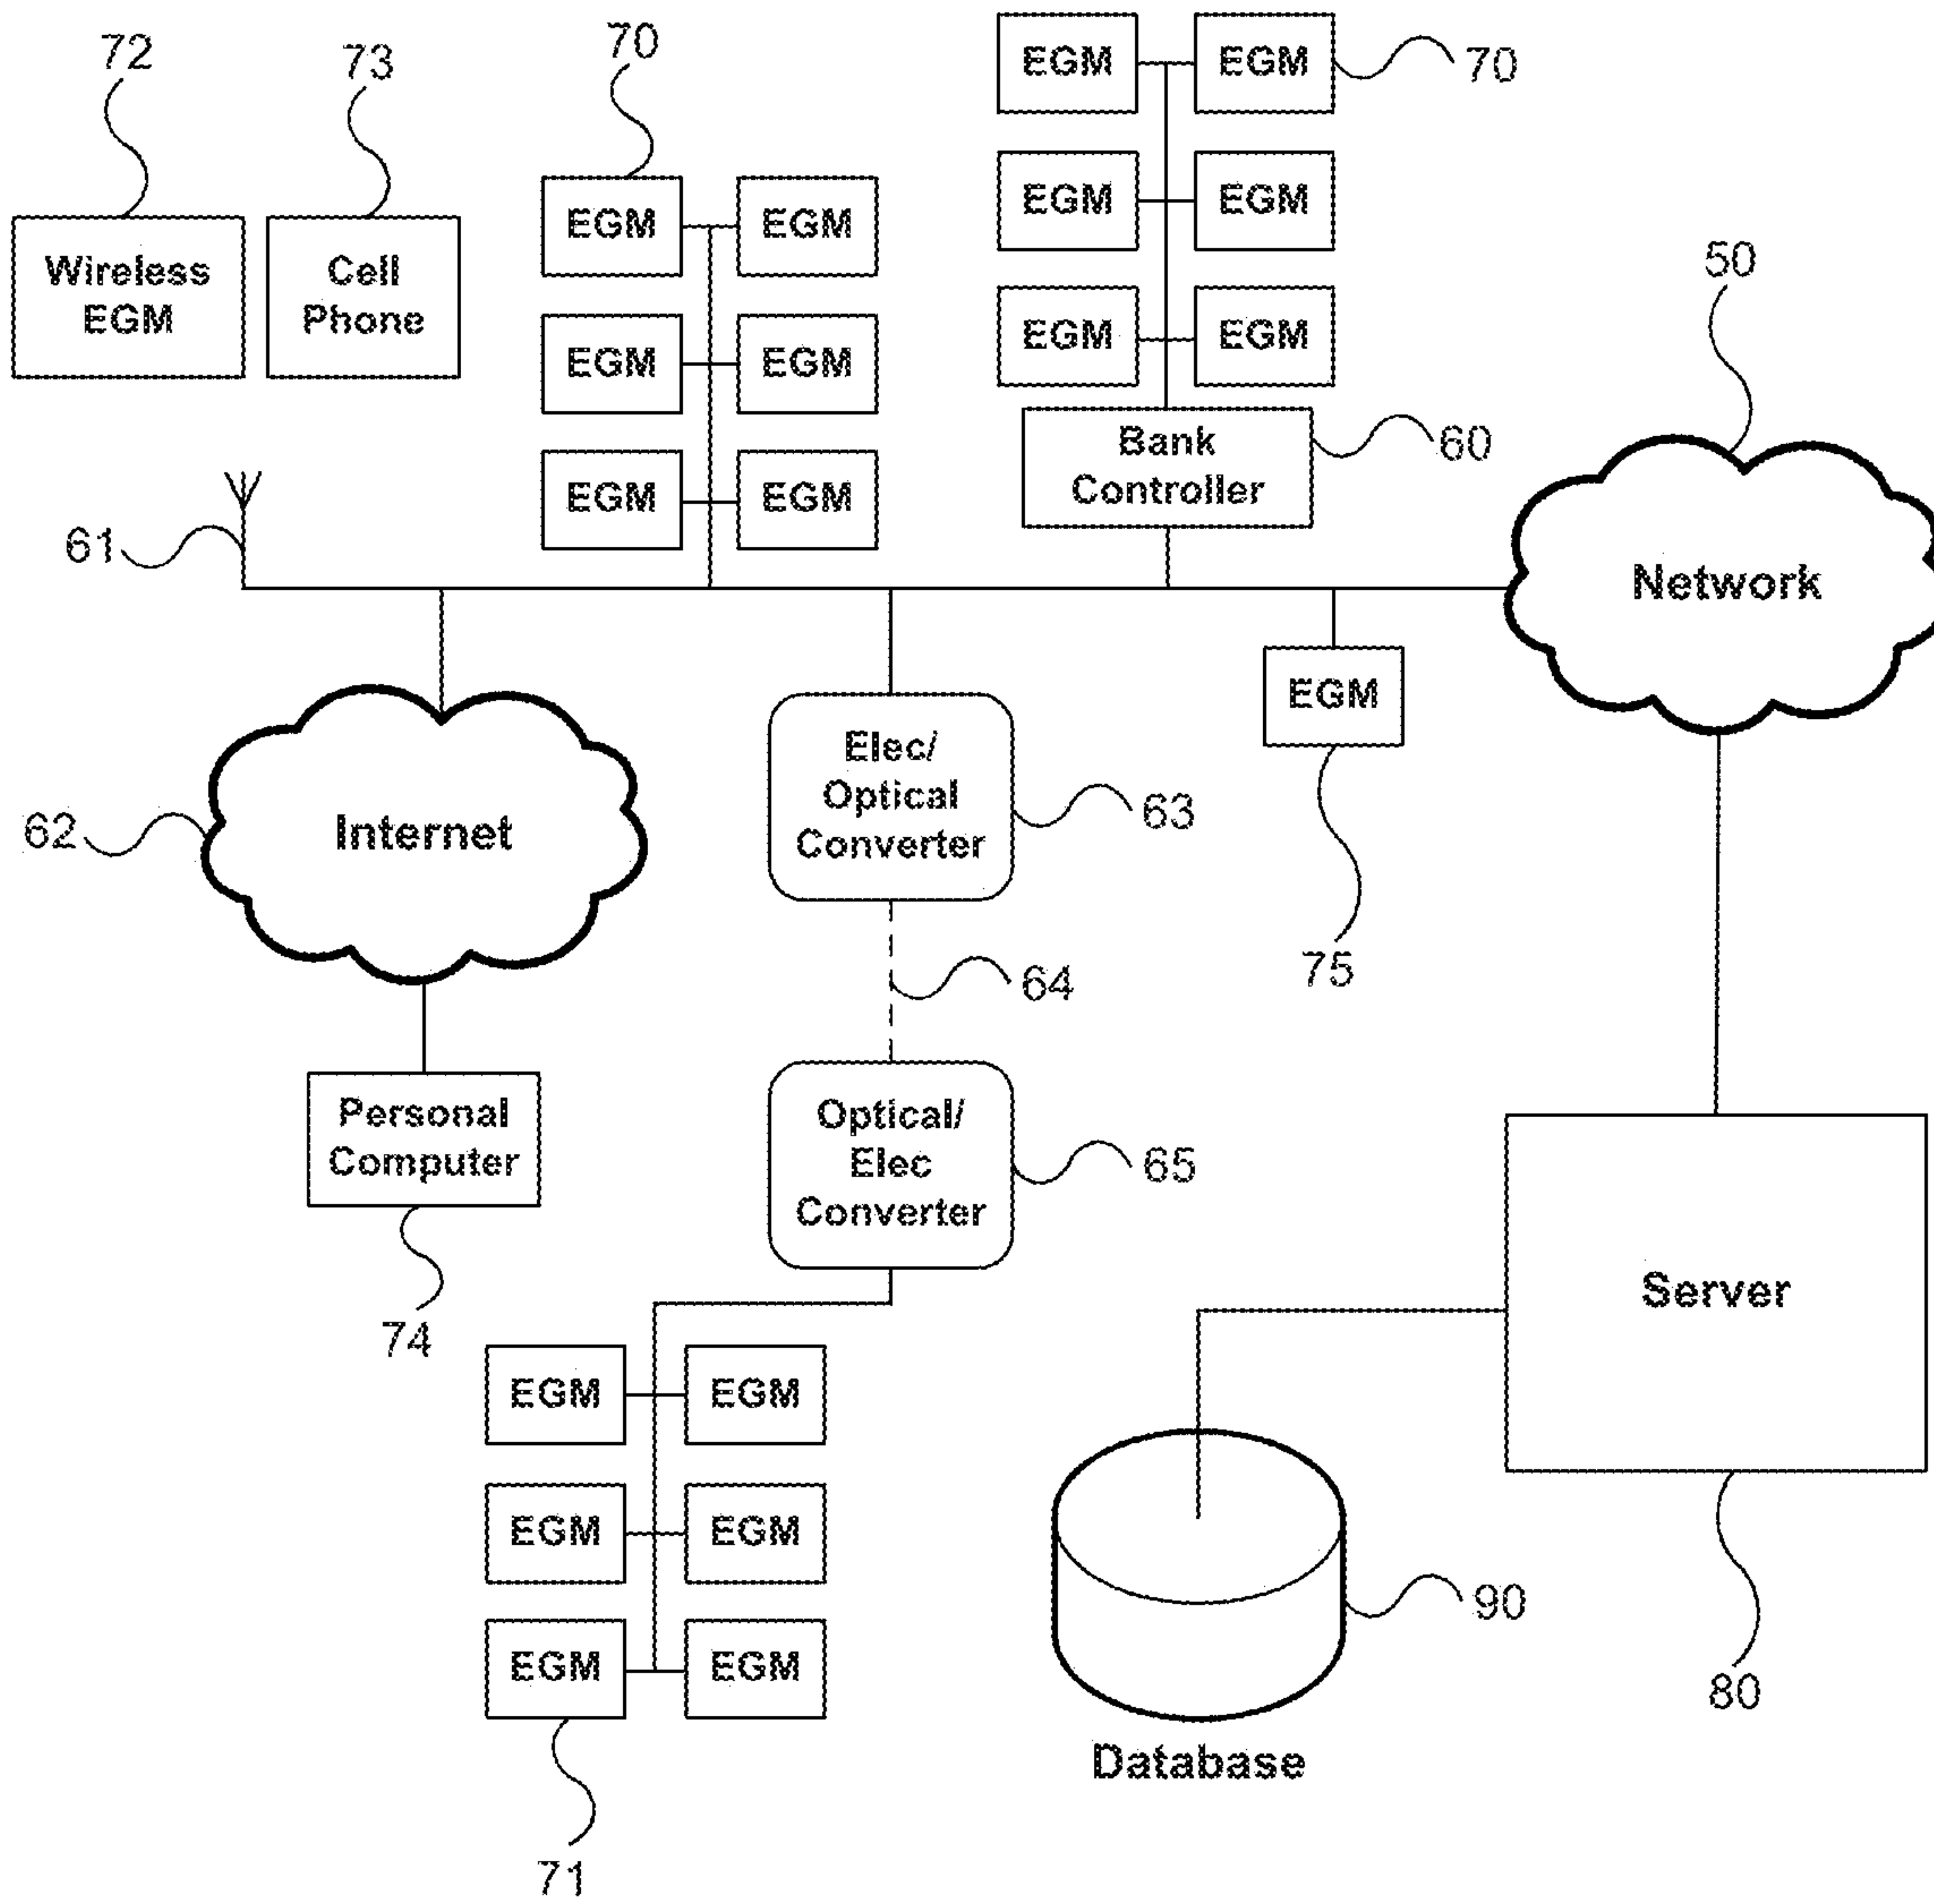 72
73
70
EGM
EGM
70
EGM
EGM
EGM
EGM
Wireless
EGM
Cell
Phone
EGM
EGM
EGM
EGM
EGM
EGM
EGM
EGM
Bank
Controller
60
50
61
Network
62
Internet
Elec/
Optical
Converter
63
EGM
75
64
Personal
Computer
74
Optical/
Elec
Converter
65
Server
80
EGM
EGM
EGM
EGM
EGM
EGM
71
90
Database